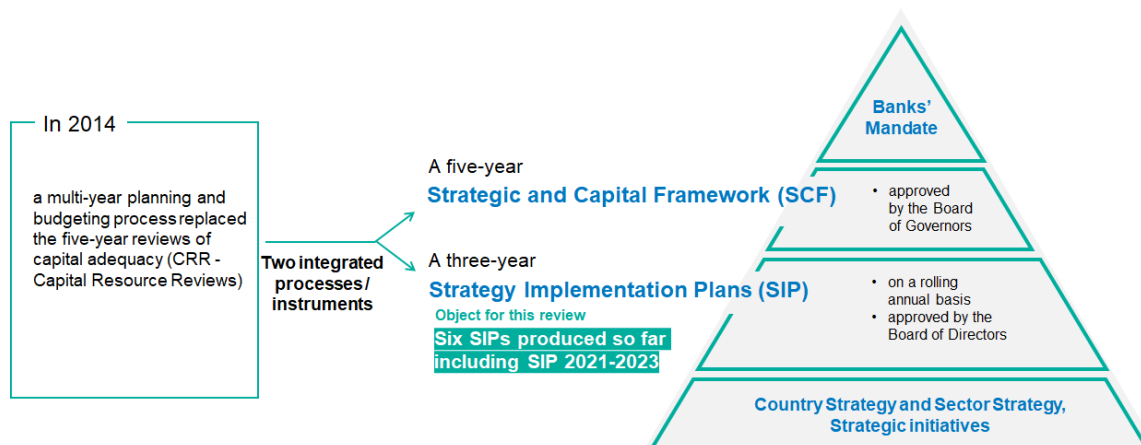 In 2014
a multi-year planning and
budgeting process replaced
the five-year reviews of
capital adequacy (CRR -
Capital Resource Reviews)
Two integrated
processes/
instruments
A five-year
Strategic and Capital Framework (SCF)
A three-year
Strategy Implementation Plans (SIP)
Object for this review
Six SIPs produced so far
including SIP 2021-2023
Banks’
Mandate
• approved
by the Board
of Governors
• on a rolling
annual basis
• approved by the
Board of Directors
Country Strategy and Sector Strategy,
Strategic initiatives